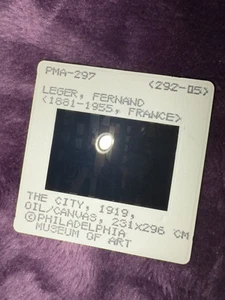 PMA-297 (292-05)
LEGER, FERNAND
(1881-1955, FRANCE)
THE CITY, 1919,
OIL/CANVAS, 231x296 CM
©PHILADELPHIA
MUSEUM OF ART